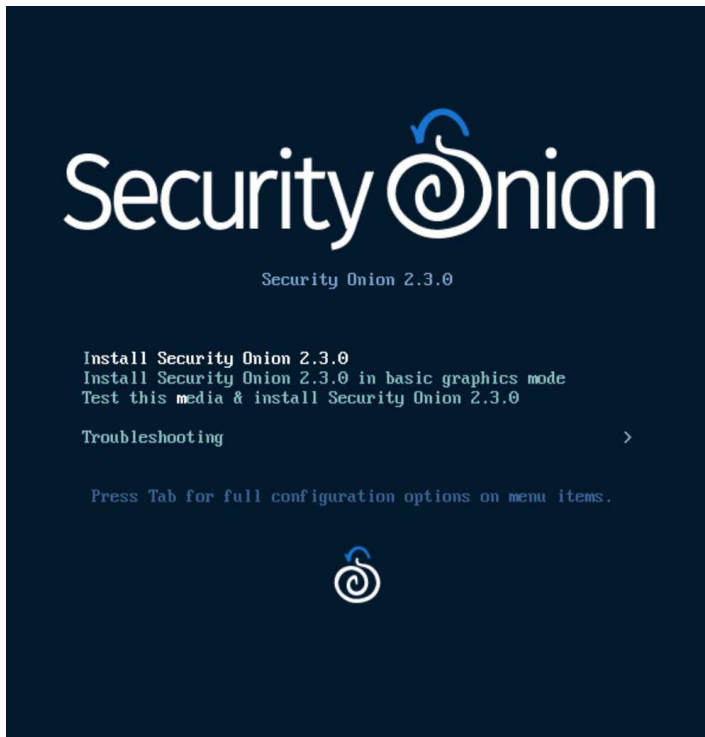 Security Onion
Security Onion 2.3.0
Install Security Onion 2.3.0
Install Security Onion 2.3.0 in basic graphics mode
Test this media & install Security Onion 2.3.0
Troubleshooting >
Press Tab for full configuration options on menu items.